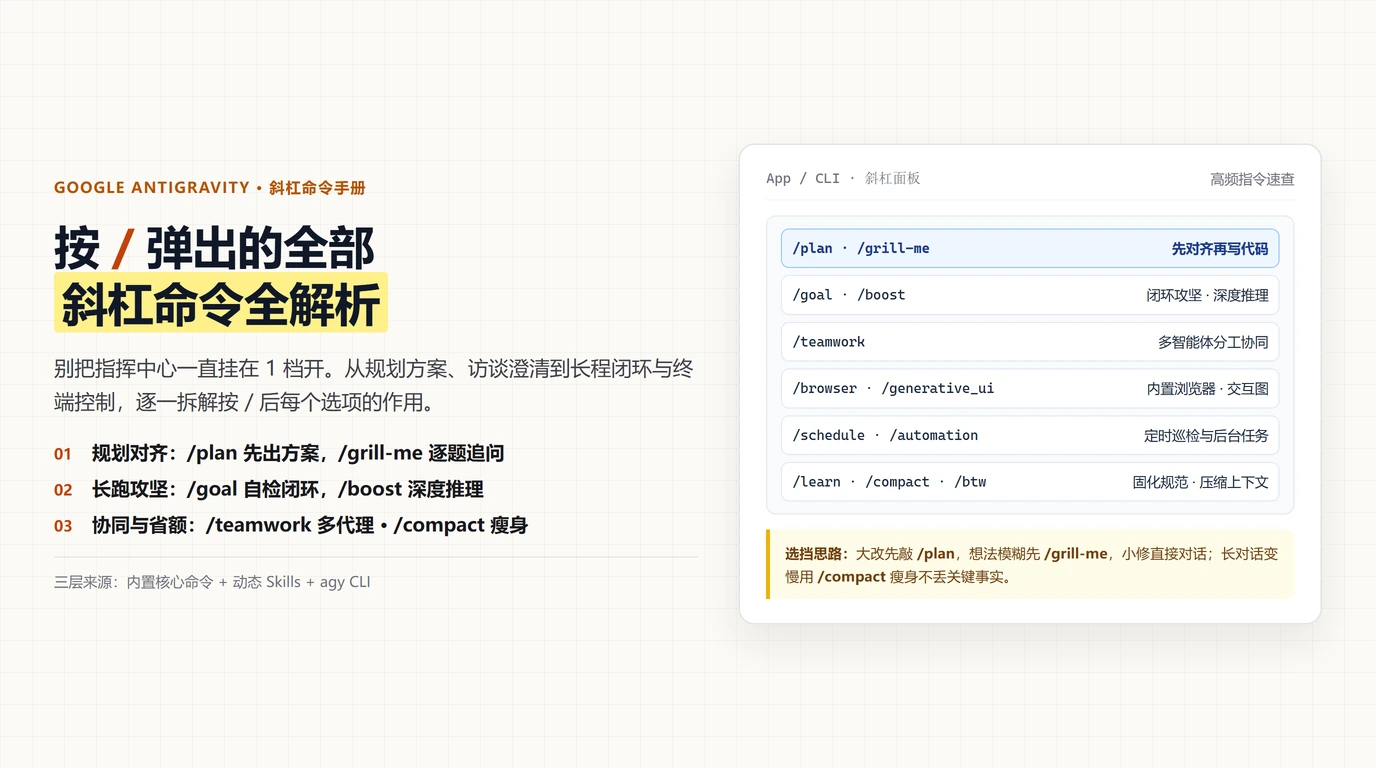 GOOGLE ANTIGRAVITY • 斜杠命令手册
按 / 弹出的全部
斜杠命令全解析
别把指挥中心一直挂在 1 档开。从规划方案、访谈澄清到长程闭环与终
端控制，逐一拆解按 / 后每个选项的作用。
01 规划对齐：/plan 先出方案，/grill-me 逐题追问
02 长跑攻坚：/goal 自检闭环，/boost 深度推理
03 协同与省额：/teamwork 多代理 • /compact 瘦身
三层来源：内置核心命令 + 动态 Skills + agy CLI
App / CLI · 斜杠面板 高频指令速查
/plan · /grill-me 先对齐再写代码
/goal · /boost 闭环攻坚 · 深度推理
/teamwork 多智能体分工协同
/browser · /generative_ui 内置浏览器 · 交互图
/schedule · /automation 定时巡检与后台任务
/learn · /compact · /btw 固化规范 · 压缩上下文
选挡思路：大改先敲 /plan，想法模糊先 /grill-me，小修直接对话；长对话变
慢用 /compact 瘦身不丢关键事实。